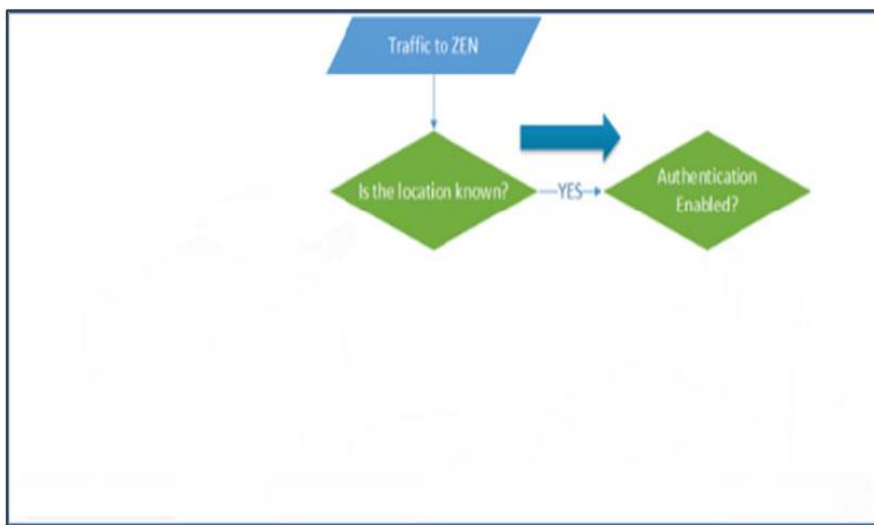 Traffic to ZEN
Is the location known?
YES
Authentication
Enabled?